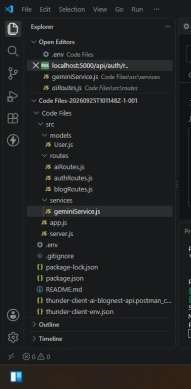 File Edit Selection View Go Run ...
Explorer
Open Editors
.env Code Files
localhost:5000/api/auth/r..
geminiService.js Code Files\src\services
aiRoutes.js Code Files\src\routes
Code Files-20260925T101148Z-1-001
Code Files
src
models
User.js
routes
aiRoutes.js
authRoutes.js
blogRoutes.js
services
geminiService.js
app.js
server.js
.env
.gitignore
package-lock.json
package.json
README.md
thunder-client-ai-blognest-api.postman_c...
thunder-client-env.json
Outline
Timeline
0 0